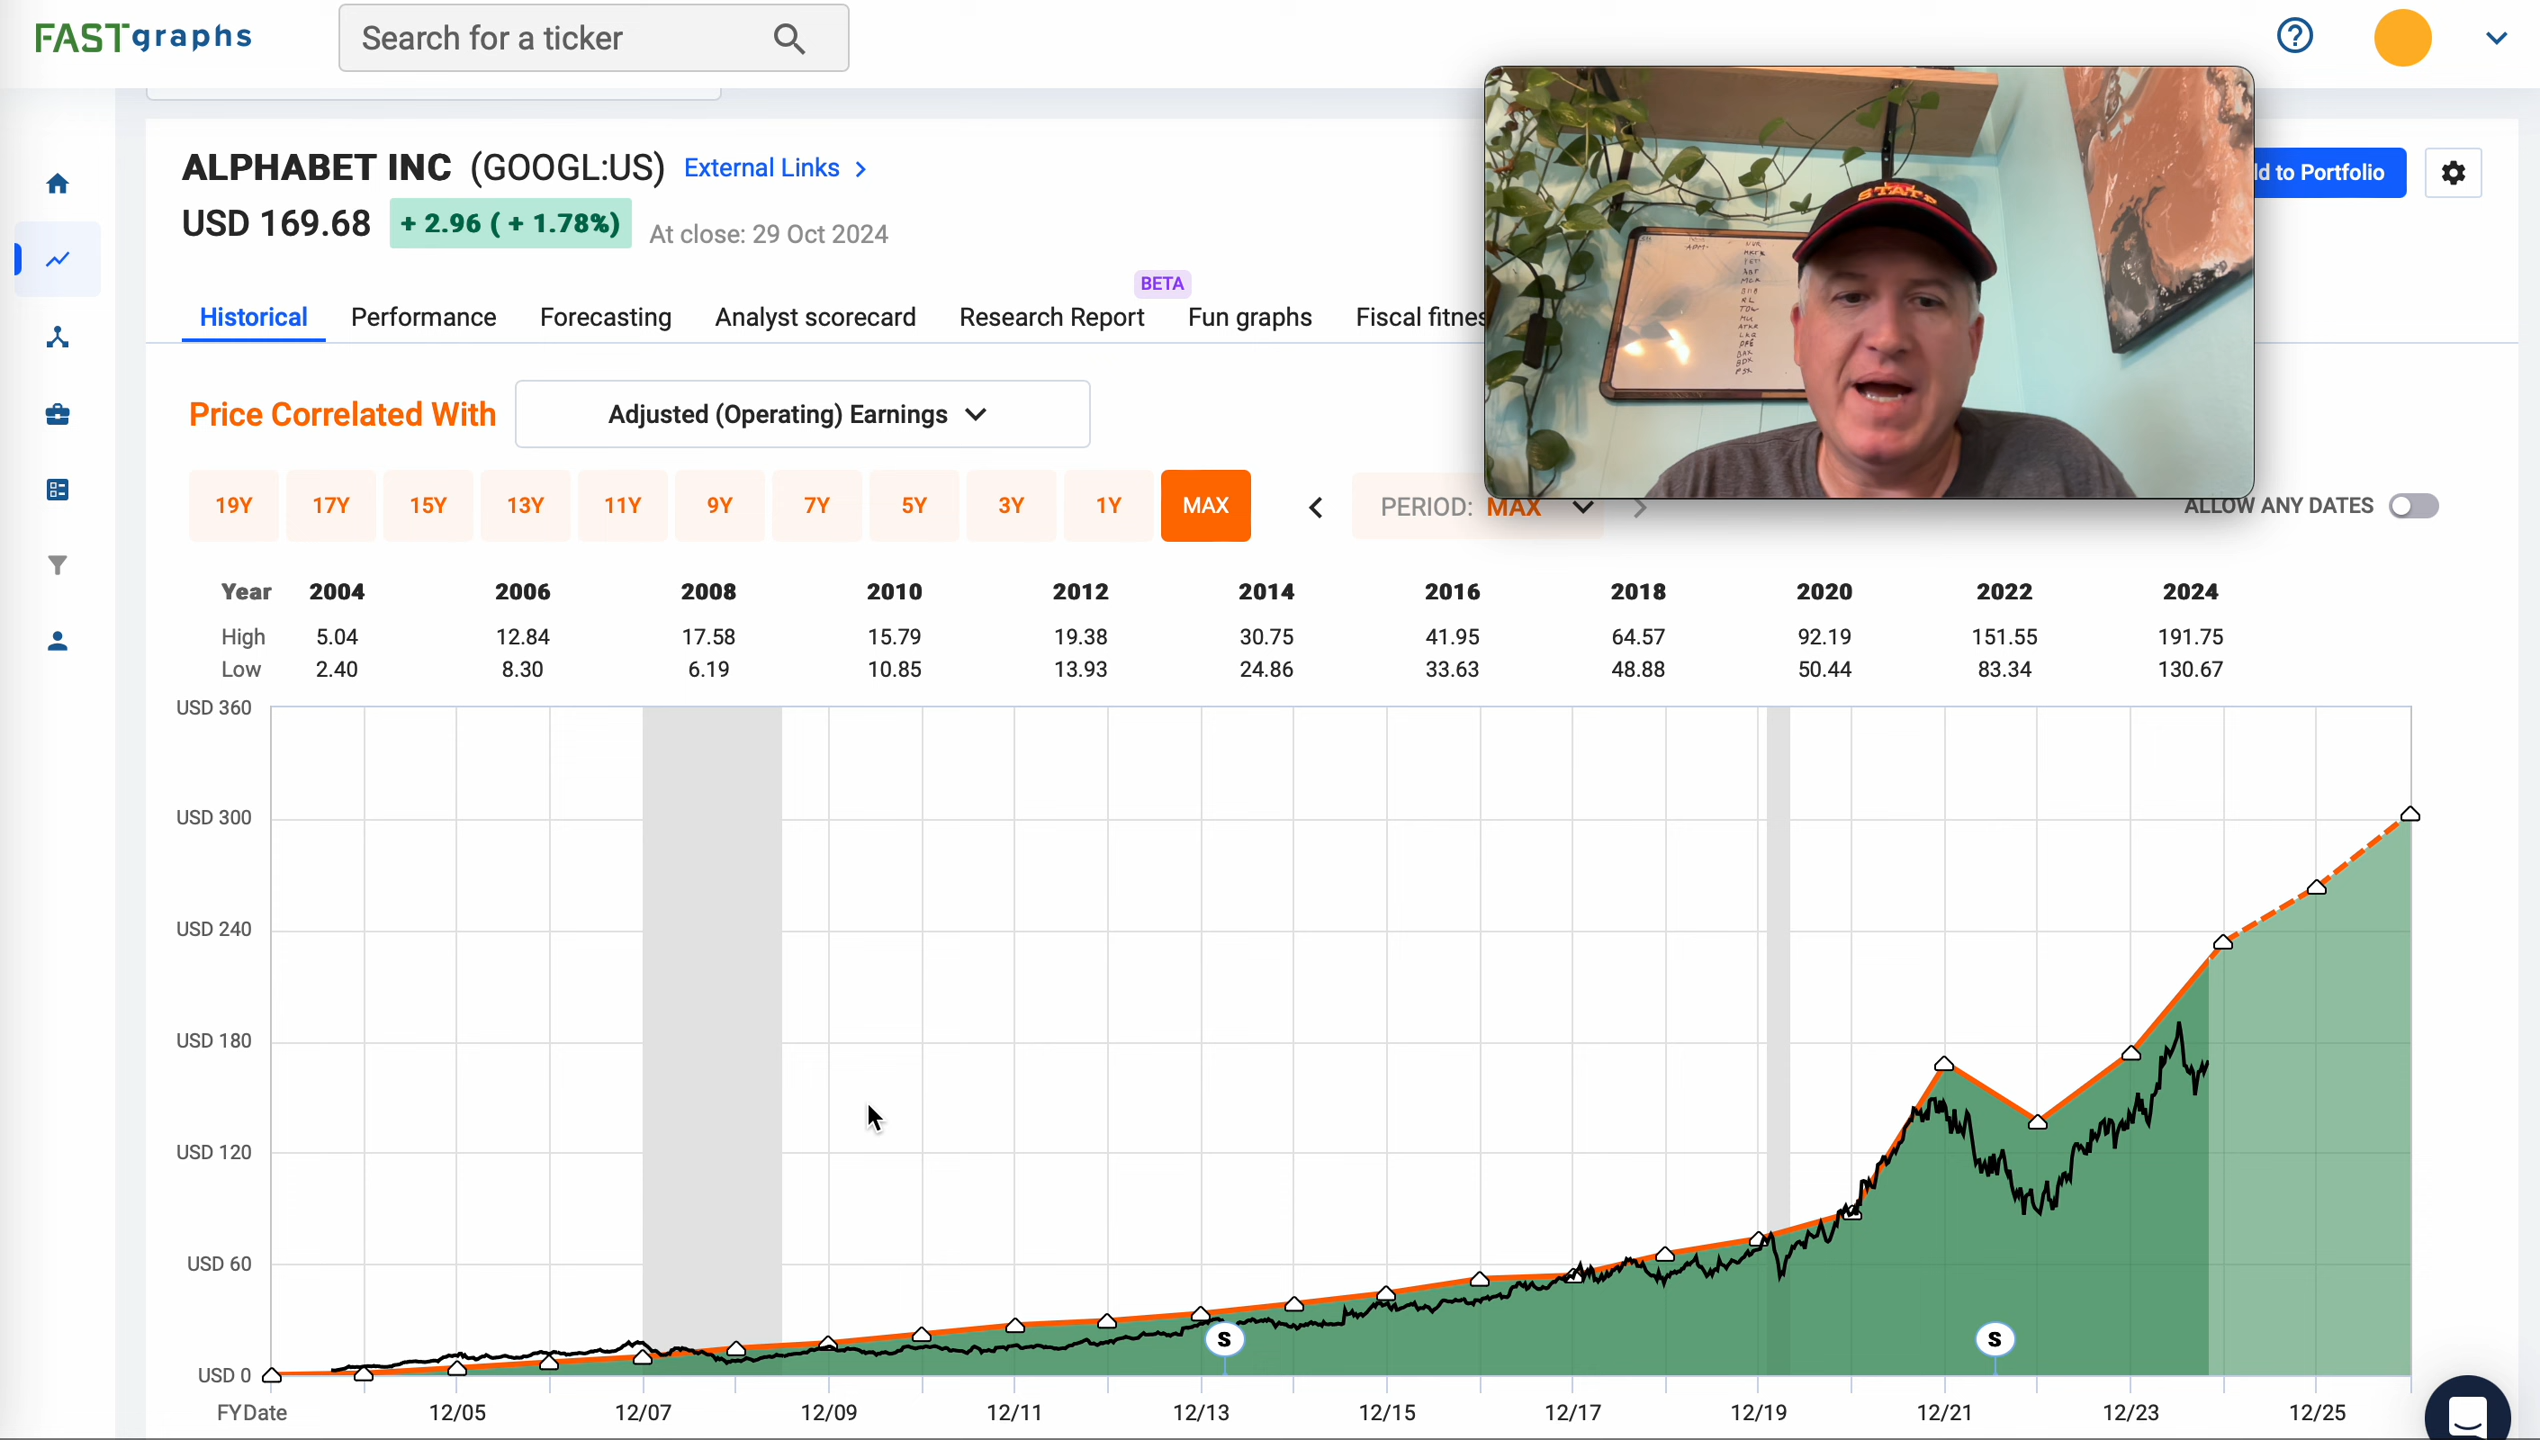 FASTgraphs
Search for a ticker
ALPHABET INC (GOOGL:US) External Links
USD 169.68 + 2.96 ( + 1.78%) At close: 29 Oct 2024
d to Portfolio
BETA
Historical Performance Forecasting Analyst scorecard Research Report Fun graphs Fiscal fitnes
STATE
Price Correlated With Adjusted (Operating) Earnings
19Y 17Y 15Y 13Y 11Y 9Y 7Y 5Y 3Y 1Y MAX PERIOD: MAX ALLOW ANY DATES
Year 2004 2006 2008 2010 2012 2014 2016 2018 2020 2022 2024
High 5.04 12.84 17.58 15.79 19.38 30.75 41.95 64.57 92.19 151.55 191.75
Low 2.40 8.30 6.19 10.85 13.93 24.86 33.63 48.88 50.44 83.34 130.67
USD 360
USD 300
USD 240
USD 180
USD 120
USD 60
S S
USD 0
FYDate 12/05 12/07 12/09 12/11 12/13 12/15 12/17 12/19 12/21 12/23 12/25